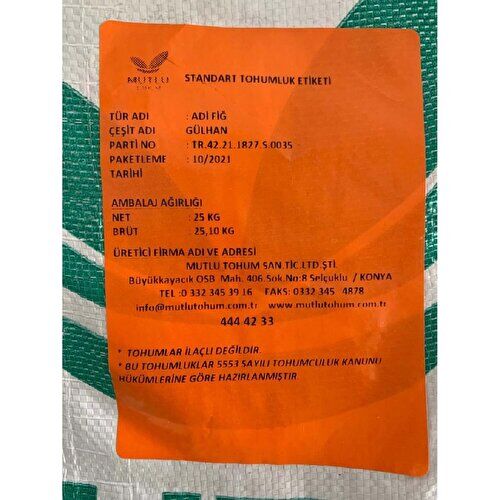 MUTLU
TOHUM
STANDART TOHUMLUK ETİKETİ
TÜR ADI : ADİ FİĞ
ÇEŞİT ADI GÜLHAN
PARTİ NO : TR.42.21.1827.S.0035
PAKETLEME : 10/2021
TARİHİ
AMBALAJ AĞIRLIĞI
NET : 25 KG
BRÜT : 25,10 KG
ÜRETİCİ FİRMA ADI VE ADRESİ
MUTLU TOHUM SAN.TİC.LTD.ŞTİ.
Büyükkayacık OSB. Mah. 406.Sok.No:8 Selçuklu / KONYA
TEL :0 332 345 39 16 FAKS: 0332 345 4878
info@mutlutohum.com.tr www.mutlutohum.com.tr
444 42 33
* TOHUMLAR İLAÇLI DEĞİLDİR.
* BU TOHUMLUKLAR 5553 SAYILI TOHUMCULUK KANUNU
HÜKÜMLERİNE GÖRE HAZIRLANMIŞTIR.